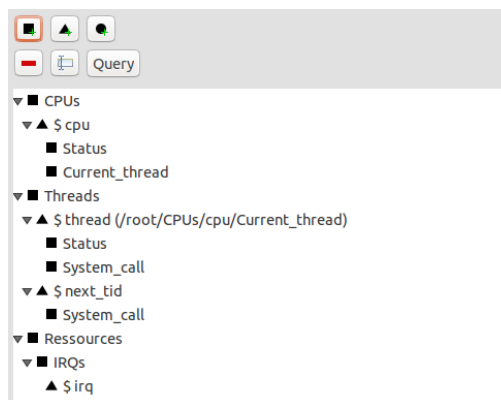 Query
CPUs
$ cpu
Status
Current_thread
Threads
$ thread (/root/CPUs/cpu/Current_thread)
Status
System_call
$ next_tid
System_call
Ressources
IRQs
$ irq